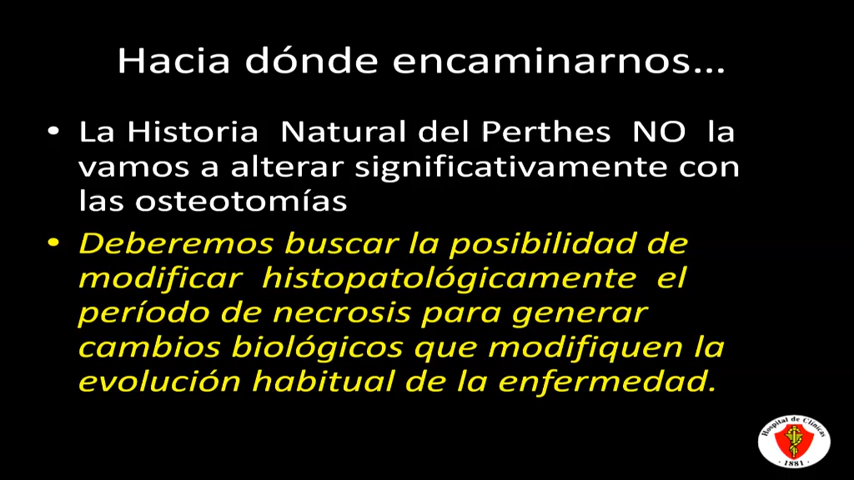 Hacia dónde encaminarnos...
• La Historia Natural del Perthes NO la
vamos a alterar significativamente con
las osteotomías
• Deberemos buscar la posibilidad de
modificar histopatológicamente el
período de necrosis para generar
cambios biológicos que modifiquen la
evolución habitual de la enfermedad.
Hospital de Clínicas
· 1881 ·